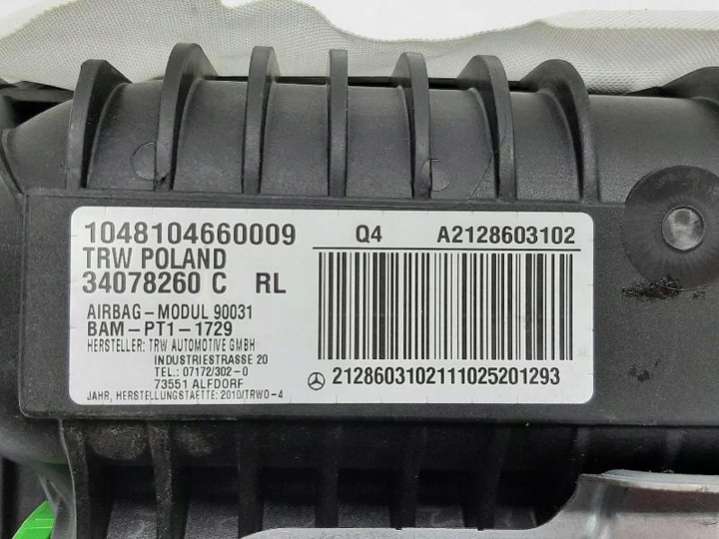 1048104660009 Q4 A2128603102
TRW POLAND
34078260 C RL
AIRBAG-MODUL 90031
BAM-PT1-1729
HERSTELLER: TRW AUTOMOTIVE GMBH
INDUSTRIESTRASSE 20
TEL.: 07172/302-0
73551 ALFDORF
JAHR, HERSTELLUNGSTAETTE: 2010/TRWO-4
2128603102111025201293